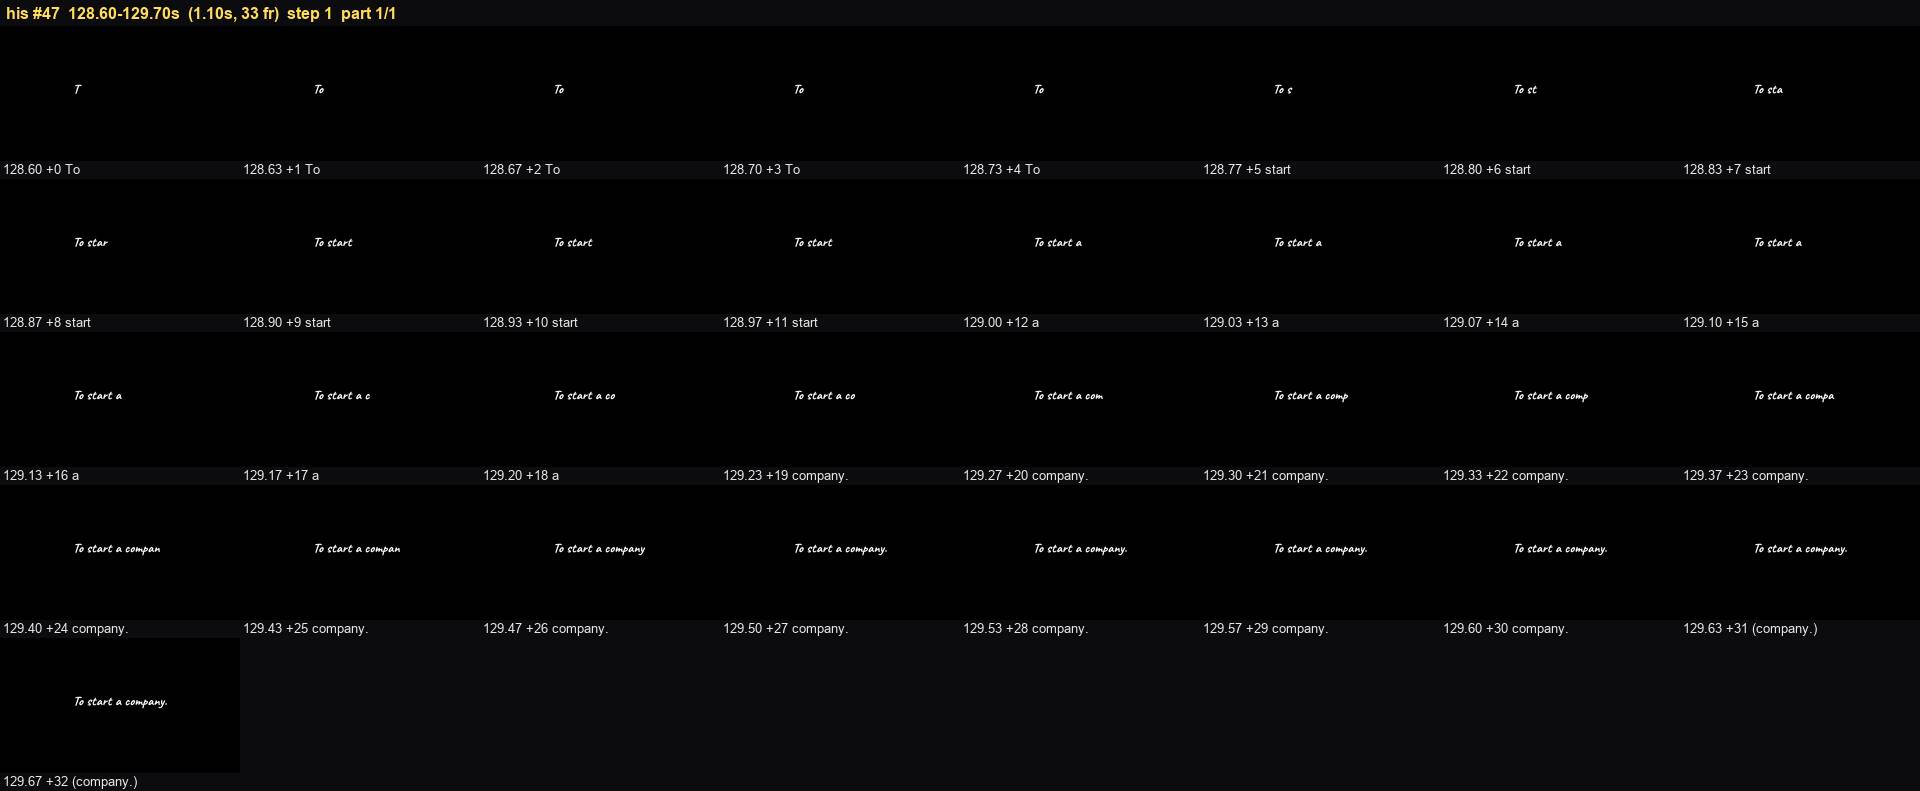 his #47 128.60-129.70s (1.10s, 33 fr) step 1 part 1/1
T To To To To To s To st To sta
128.60 +0 To 128.63 +1 To 128.67 +2 To 128.70 +3 To 128.73 +4 To 128.77 +5 start 128.80 +6 start 128.83 +7 start
To star To start To start To start To start a To start a To start a To start a
128.87 +8 start 128.90 +9 start 128.93 +10 start 128.97 +11 start 129.00 +12 a 129.03 +13 a 129.07 +14 a 129.10 +15 a
To start a To start a c To start a co To start a co To start a com To start a comp To start a comp To start a compa
129.13 +16 a 129.17 +17 a 129.20 +18 a 129.23 +19 company. 129.27 +20 company. 129.30 +21 company. 129.33 +22 company. 129.37 +23 company.
To start a compan To start a compan To start a company To start a company. To start a company. To start a company. To start a company. To start a company.
129.40 +24 company. 129.43 +25 company. 129.47 +26 company. 129.50 +27 company. 129.53 +28 company. 129.57 +29 company. 129.60 +30 company. 129.63 +31 (company.)
To start a company.
129.67 +32 (company.)